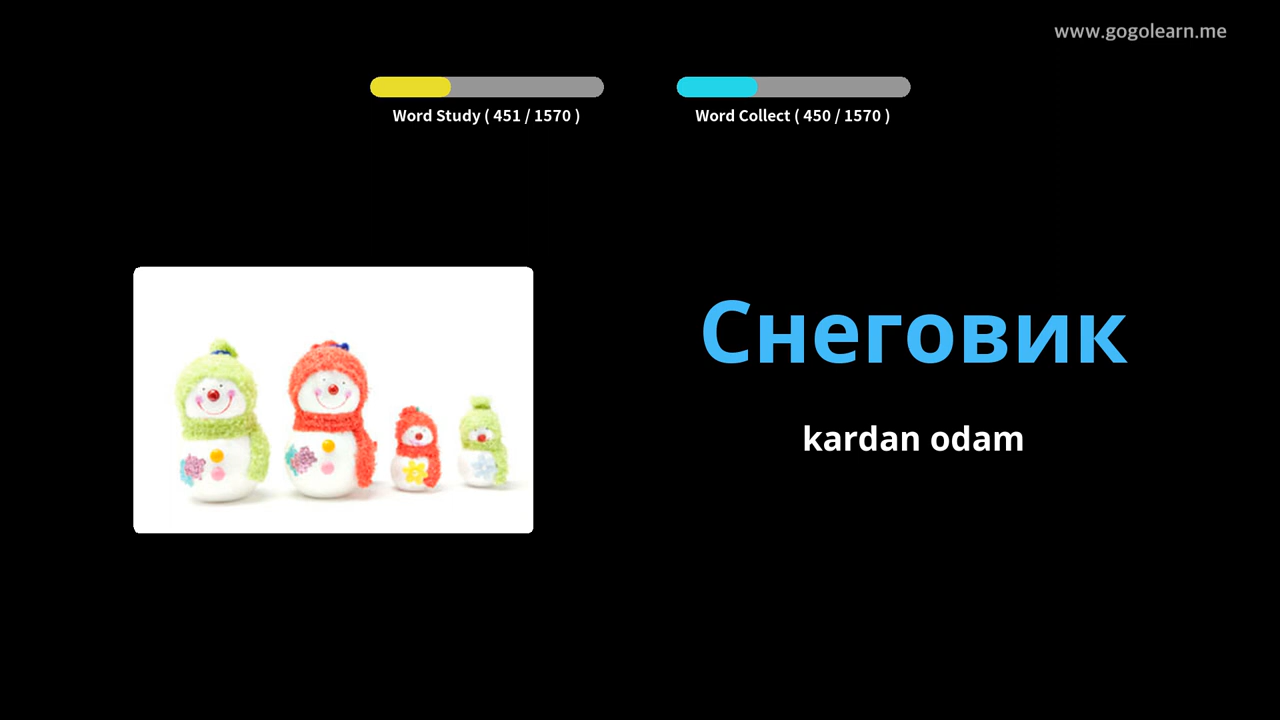 www.gogolearn.me
Word Study ( 451 / 1570 )
Word Collect ( 450 / 1570 )
Снеговик
kardan odam